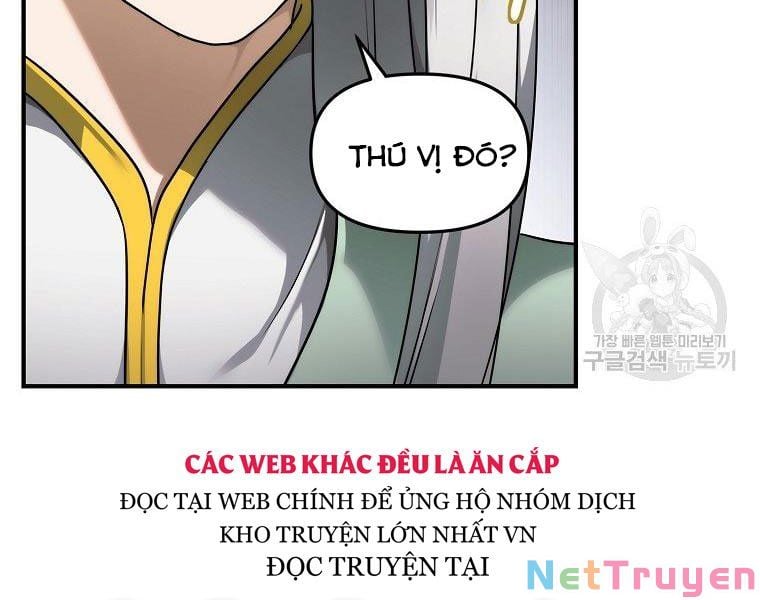 THÚ VỊ ĐÓ?
가장 빠른 웹툰 미리보기
구글검색 뉴토끼
CÁC WEB KHÁC ĐỀU LÀ ĂN CẮP
ĐỌC TẠI WEB CHÍNH ĐỂ ỦNG HỘ NHÓM DỊCH
KHO TRUYỆN LỚN NHẤT VN
ĐỌC TRUYỆN TẠI
NetTruyen